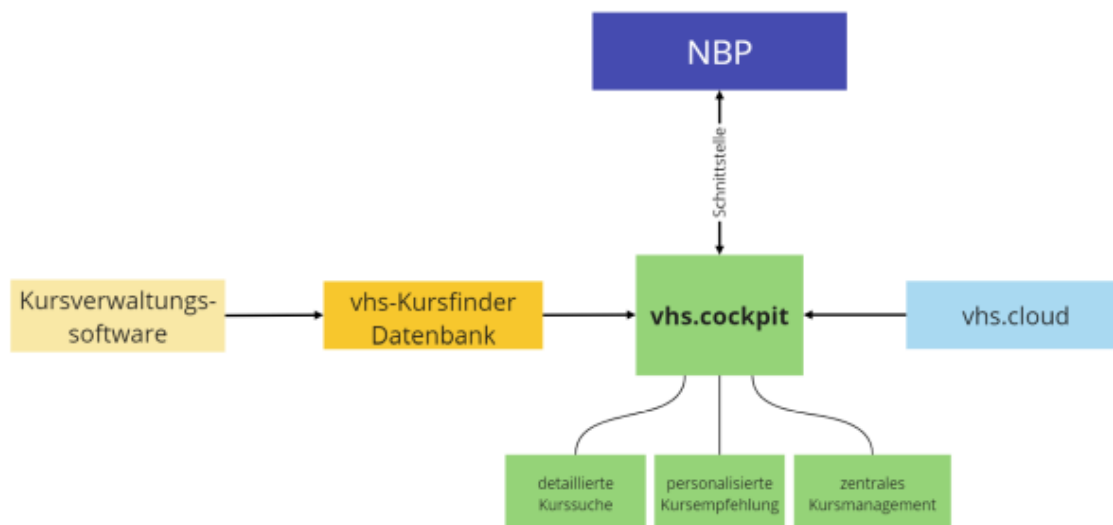 NBP
Schnittstelle
Kursverwaltungs-
software
vhs-Kursfinder
Datenbank
vhs.cockpit
vhs.cloud
detaillierte
Kurssuche
personalisierte
Kursempfehlung
zentrales
Kursmanagement